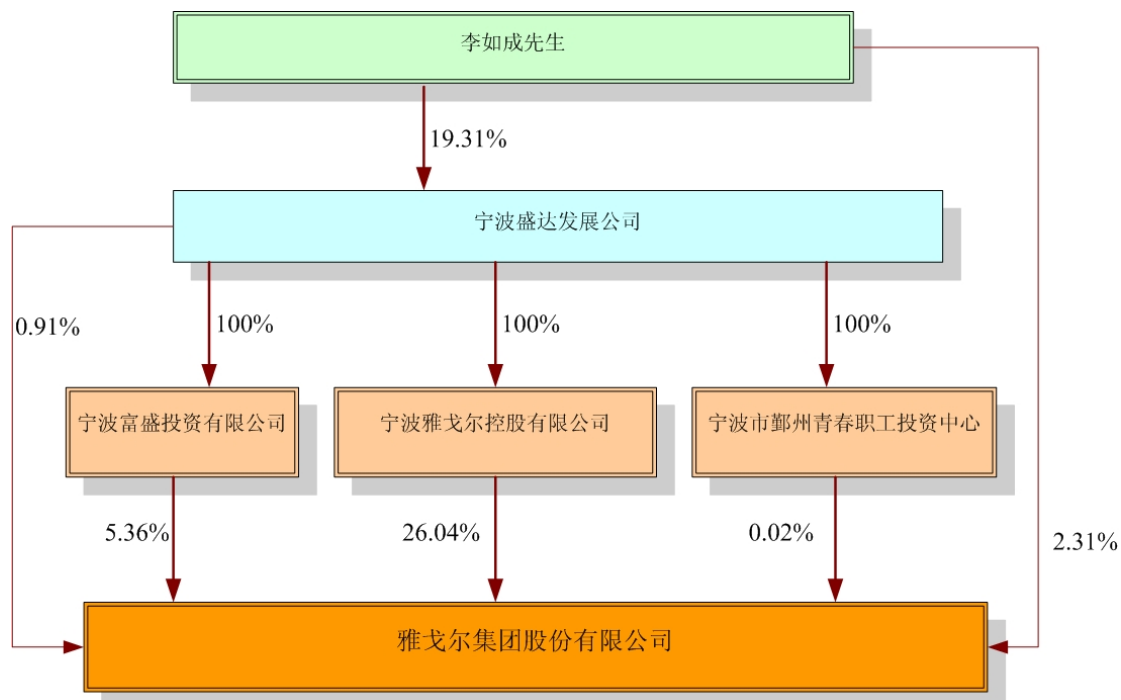 李如成先生
19.31%
宁波盛达发展公司
0.91%
100%
100%
100%
宁波富盛投资有限公司
宁波雅戈尔控股有限公司
宁波市鄞州青春职工投资中心
5.36%
26.04%
0.02%
2.31%
雅戈尔集团股份有限公司